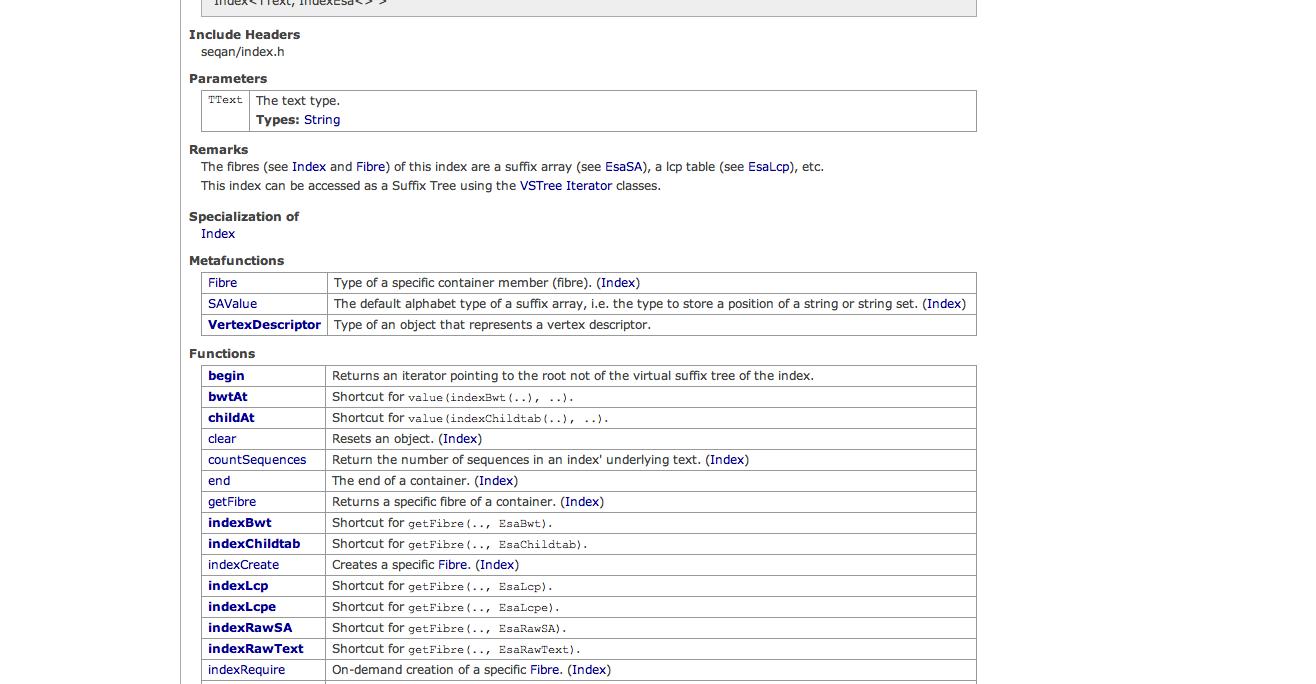 Index<TText, IndexEsa<> >
Include Headers
seqan/index.h
Parameters
TText The text type.
Types: String
Remarks
The fibres (see Index and Fibre) of this index are a suffix array (see EsaSA), a lcp table (see EsaLcp), etc.
This index can be accessed as a Suffix Tree using the VSTree Iterator classes.
Specialization of
Index
Metafunctions
Fibre Type of a specific container member (fibre). (Index)
SAValue The default alphabet type of a suffix array, i.e. the type to store a position of a string or string set. (Index)
VertexDescriptor Type of an object that represents a vertex descriptor.
Functions
begin Returns an iterator pointing to the root not of the virtual suffix tree of the index.
bwtAt Shortcut for value(indexBwt(..), ..).
childAt Shortcut for value(indexChildtab(..), ..).
clear Resets an object. (Index)
countSequences Return the number of sequences in an index' underlying text. (Index)
end The end of a container. (Index)
getFibre Returns a specific fibre of a container. (Index)
indexBwt Shortcut for getFibre(.., EsaBwt).
indexChildtab Shortcut for getFibre(.., EsaChildtab).
indexCreate Creates a specific Fibre. (Index)
indexLcp Shortcut for getFibre(.., EsaLcp).
indexLcpe Shortcut for getFibre(.., EsaLcpe).
indexRawSA Shortcut for getFibre(.., EsaRawSA).
indexRawText Shortcut for getFibre(.., EsaRawText).
indexRequire On-demand creation of a specific Fibre. (Index)